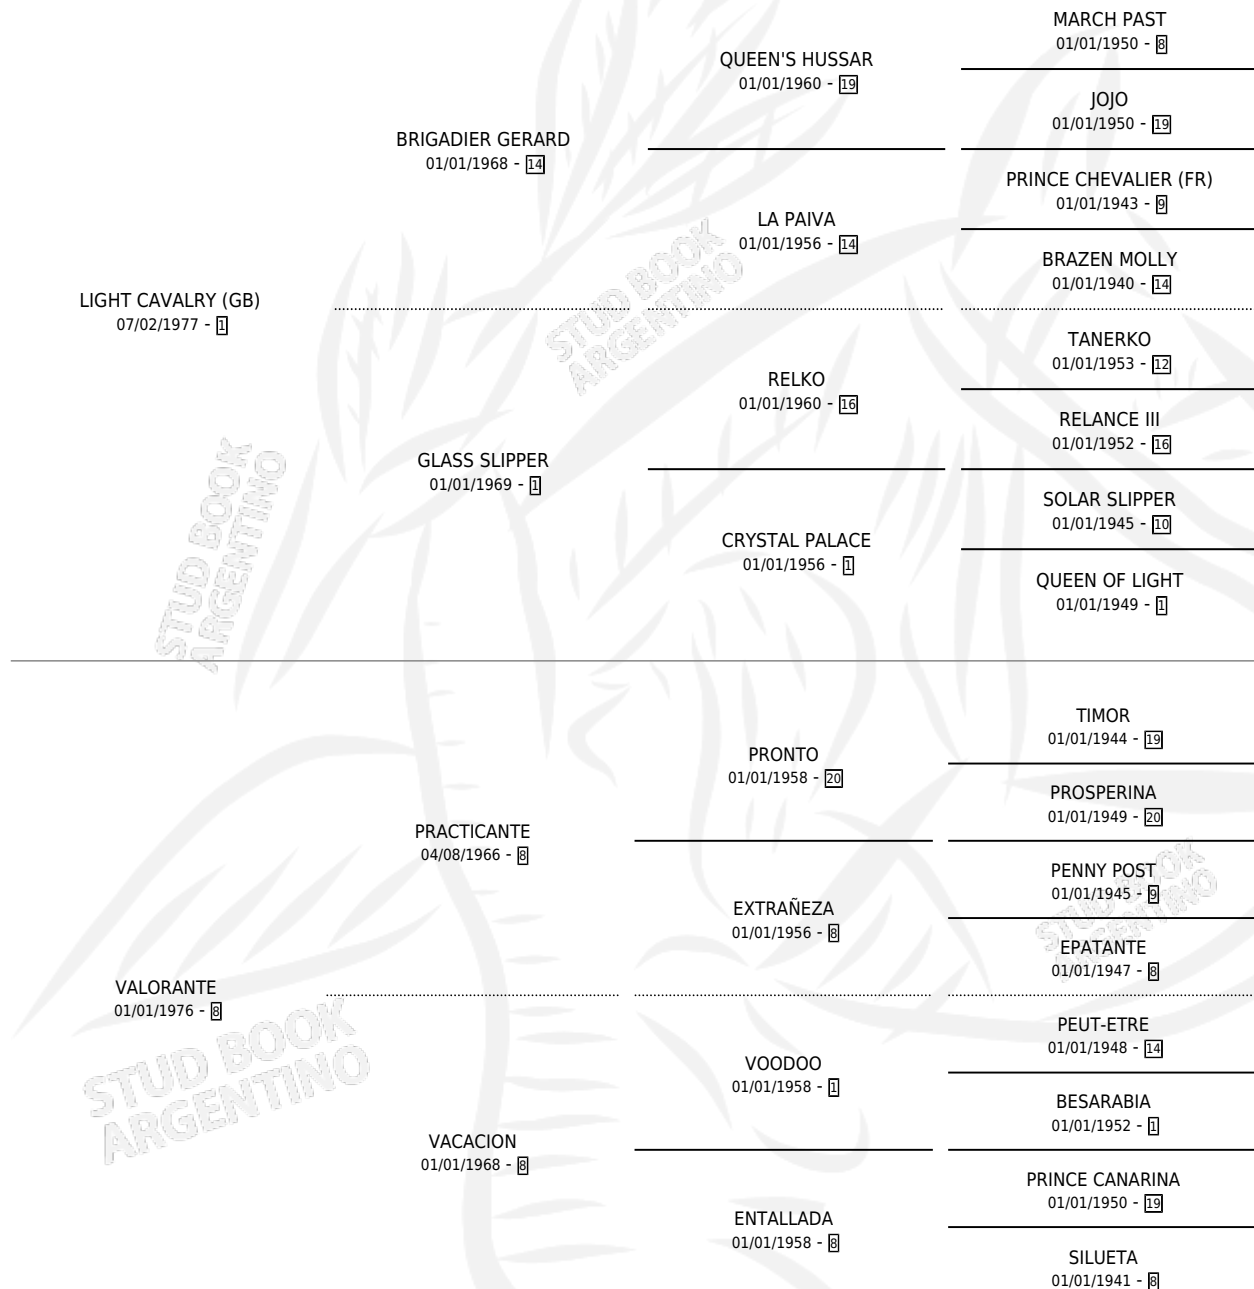 MARCH PAST
01/01/1950 - 8
QUEEN'S HUSSAR
01/01/1960 - 19
JOJO
01/01/1950 - 19
BRIGADIER GERARD
01/01/1968 - 14
PRINCE CHEVALIER (FR)
01/01/1943 - 9
LA PAIVA
01/01/1956 - 14
BRAZEN MOLLY
01/01/1940 - 14
LIGHT CAVALRY (GB)
07/02/1977 - 1
TANERKO
01/01/1953 - 12
RELKO
01/01/1960 - 16
RELANCE III
01/01/1952 - 16
GLASS SLIPPER
01/01/1969 - 1
SOLAR SLIPPER
01/01/1945 - 10
CRYSTAL PALACE
01/01/1956 - 1
QUEEN OF LIGHT
01/01/1949 - 1
TIMOR
01/01/1944 - 19
PRONTO
01/01/1958 - 20
PROSPERINA
01/01/1949 - 20
PRACTICANTE
04/08/1966 - 8
PENNY POST
01/01/1945 - 9
EXTRAÑEZA
01/01/1956 - 8
EPATANTE
01/01/1947 - 8
VALORANTE
01/01/1976 - 8
PEUT-ETRE
01/01/1948 - 14
VOODOO
01/01/1958 - 1
BESARABIA
01/01/1952 - 1
VACACION
01/01/1968 - 8
PRINCE CANARINA
01/01/1950 - 19
ENTALLADA
01/01/1958 - 8
SILUETA
01/01/1941 - 8
STUD BOOK
ARGENTINO
STUD BOOK
ARGENTINO
STUD BOOK
ARGENTINO
STUD BOOK
ARGENTINO